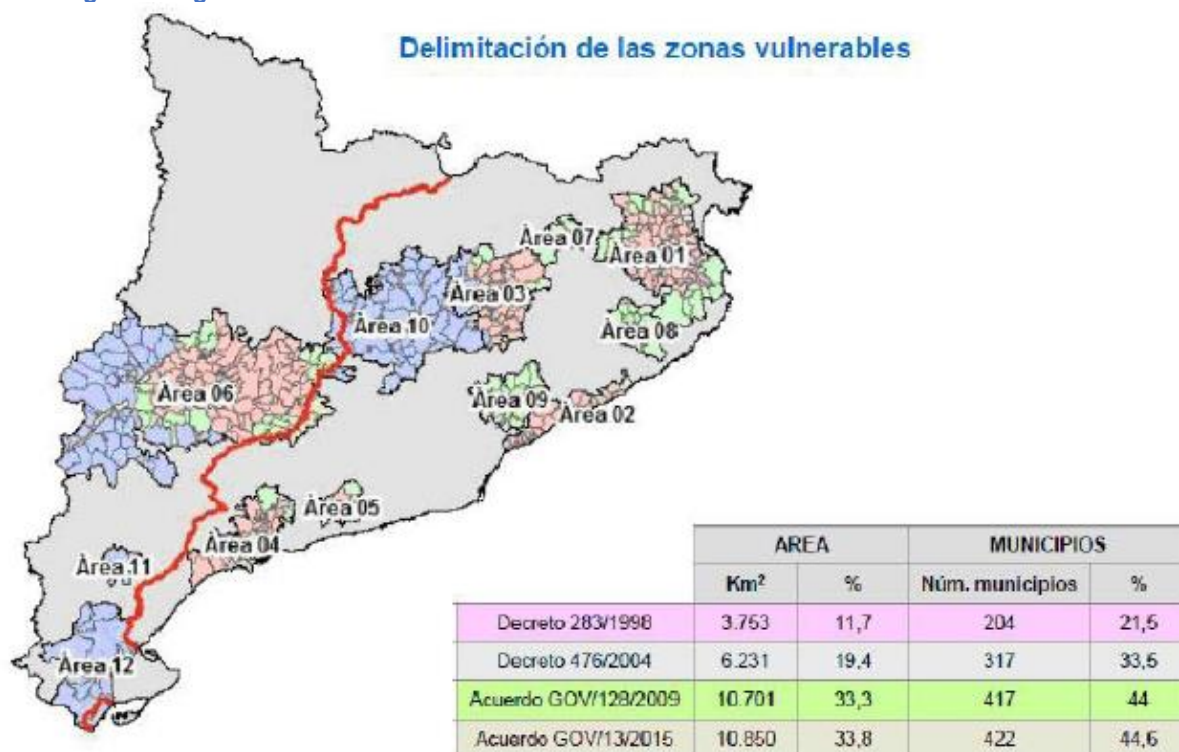 Delimitación de las zonas vulnerables
Àrea 07
Àrea 01
Àrea 03
Àrea 10
Àrea 08
Àrea 06
Àrea 09
Àrea 02
Àrea 05
Àrea 04
Àrea 11
Àrea 12
AREA MUNICIPIOS
Km² % Núm. municipios %
Decreto 283/1998 3.753 11,7 204 21,5
Decreto 476/2004 6.231 19,4 317 33,5
Acuerdo GOV/128/2009 10.701 33,3 417 44
Acuerdo GOV/13/2015 10.850 33,8 422 44,6